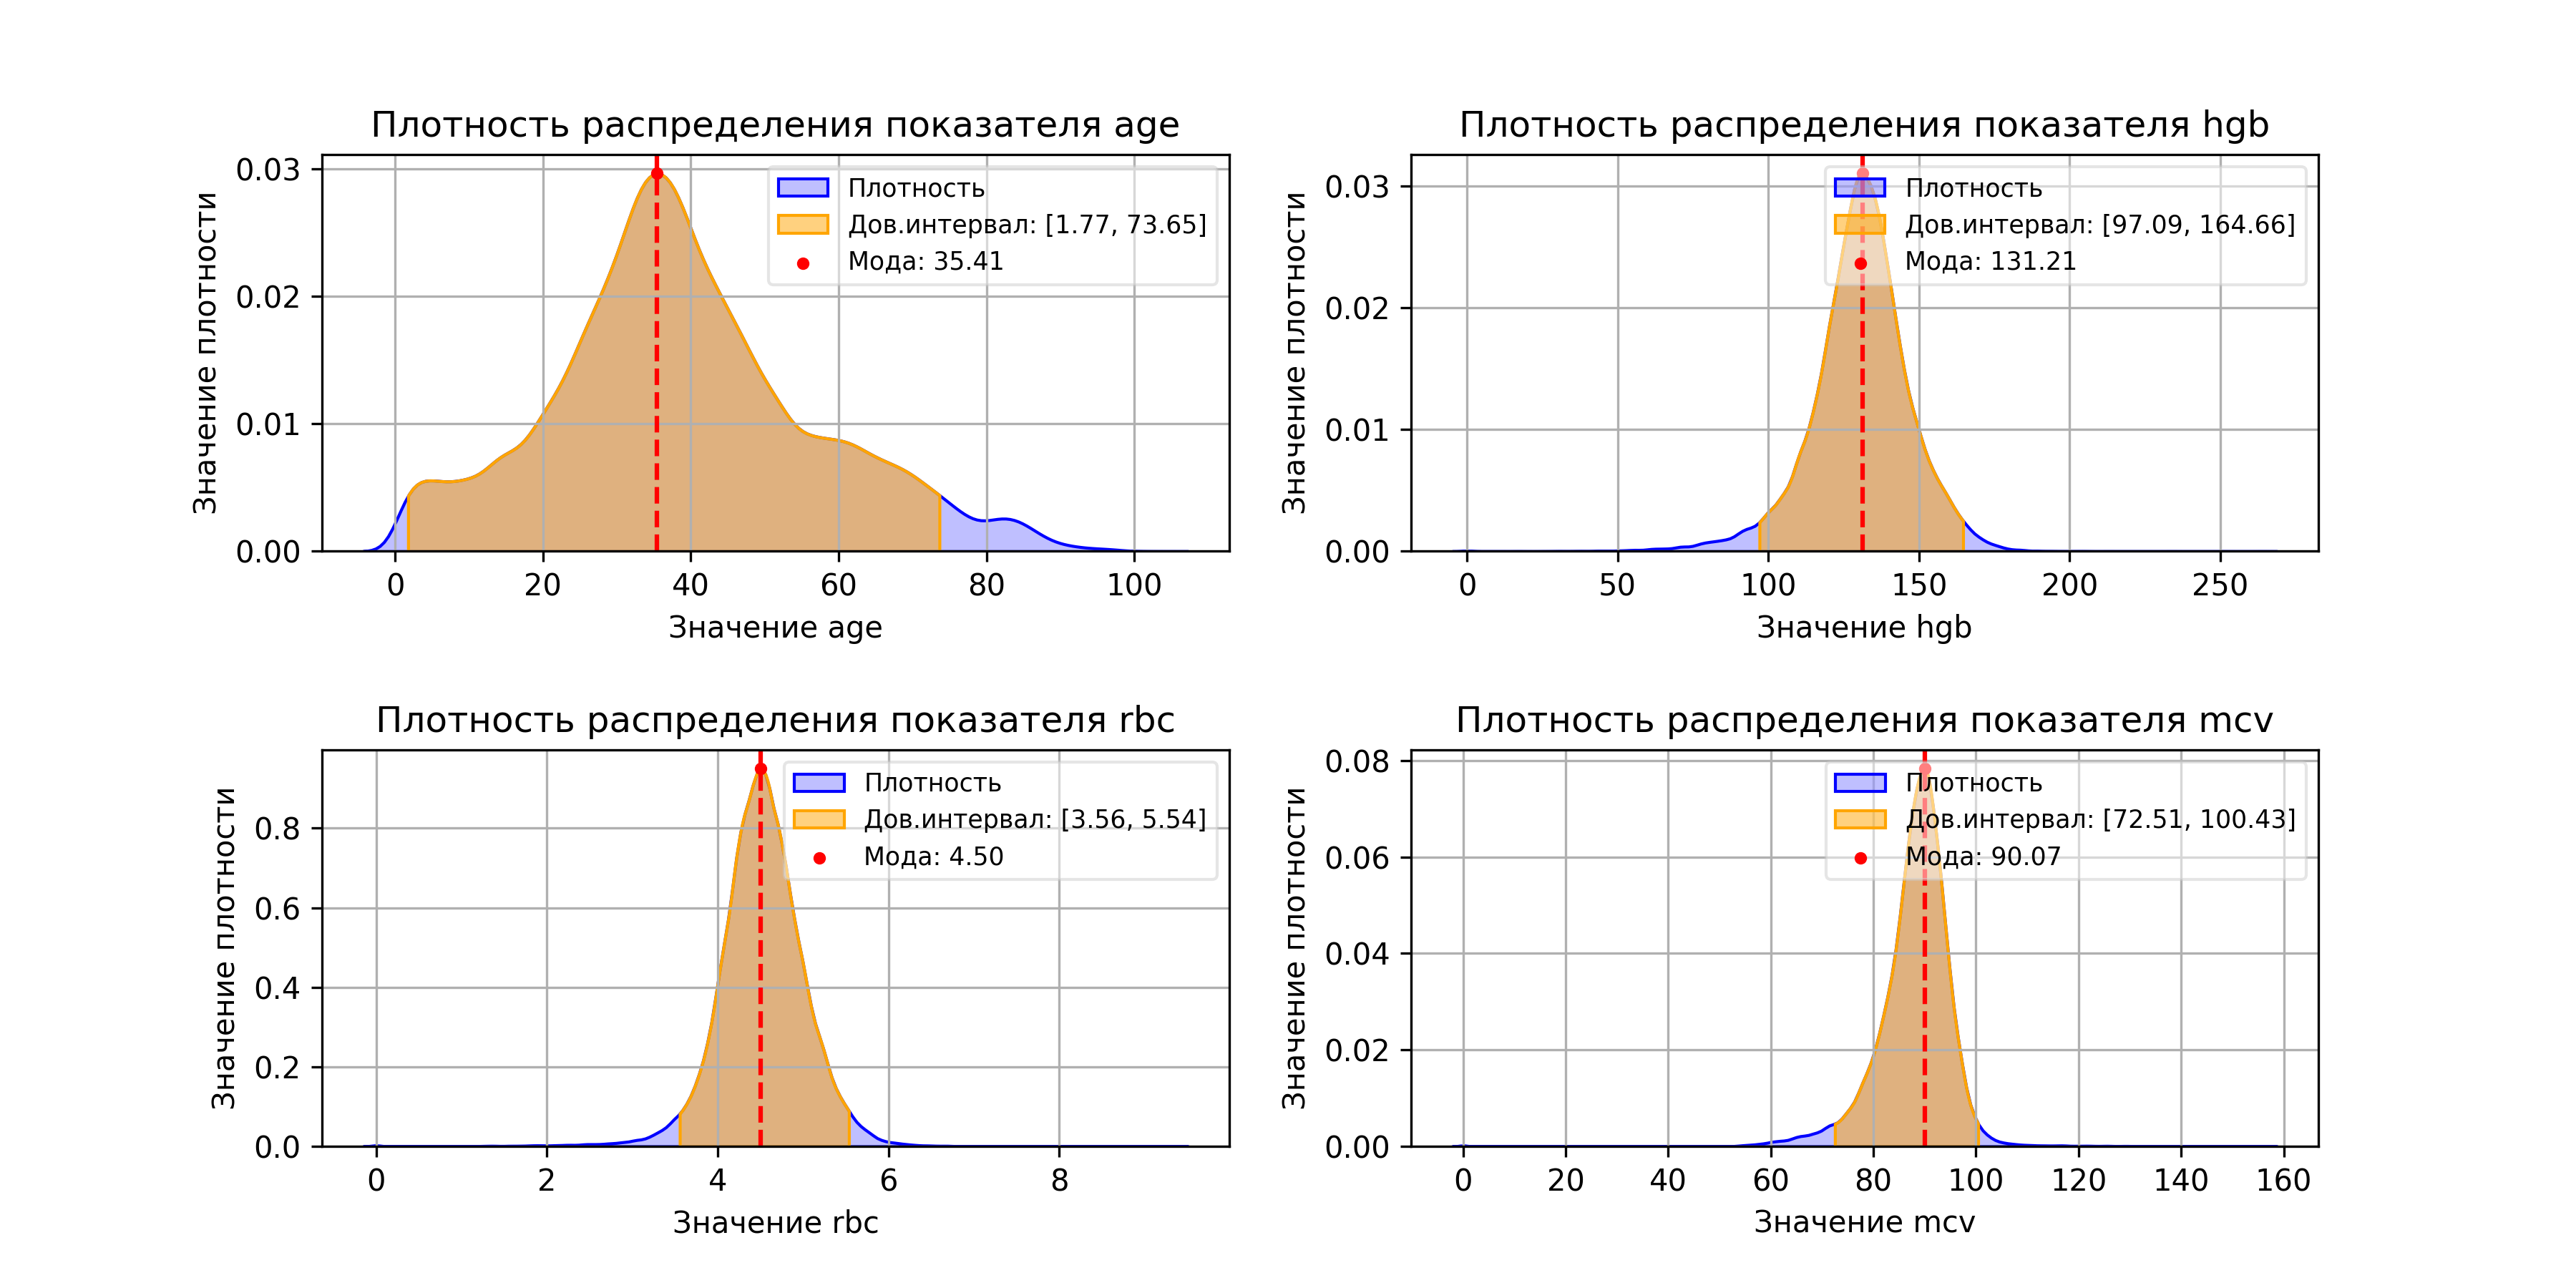 Плотность распределения показателя age
Значение плотности
0.03
0.02
0.01
0.00
Плотность
Дов.интервал: [1.77, 73.65]
Мода: 35.41
0 20 40 60 80 100
Значение age
Плотность распределения показателя hgb
Значение плотности
0.03
0.02
0.01
0.00
Плотность
Дов.интервал: [97.09, 164.66]
Мода: 131.21
0 50 100 150 200 250
Значение hgb
Плотность распределения показателя rbc
Значение плотности
0.8
0.6
0.4
0.2
0.0
Плотность
Дов.интервал: [3.56, 5.54]
Мода: 4.50
0 2 4 6 8
Значение rbc
Плотность распределения показателя mcv
Значение плотности
0.08
0.06
0.04
0.02
0.00
Плотность
Дов.интервал: [72.51, 100.43]
Мода: 90.07
0 20 40 60 80 100 120 140 160
Значение mcv